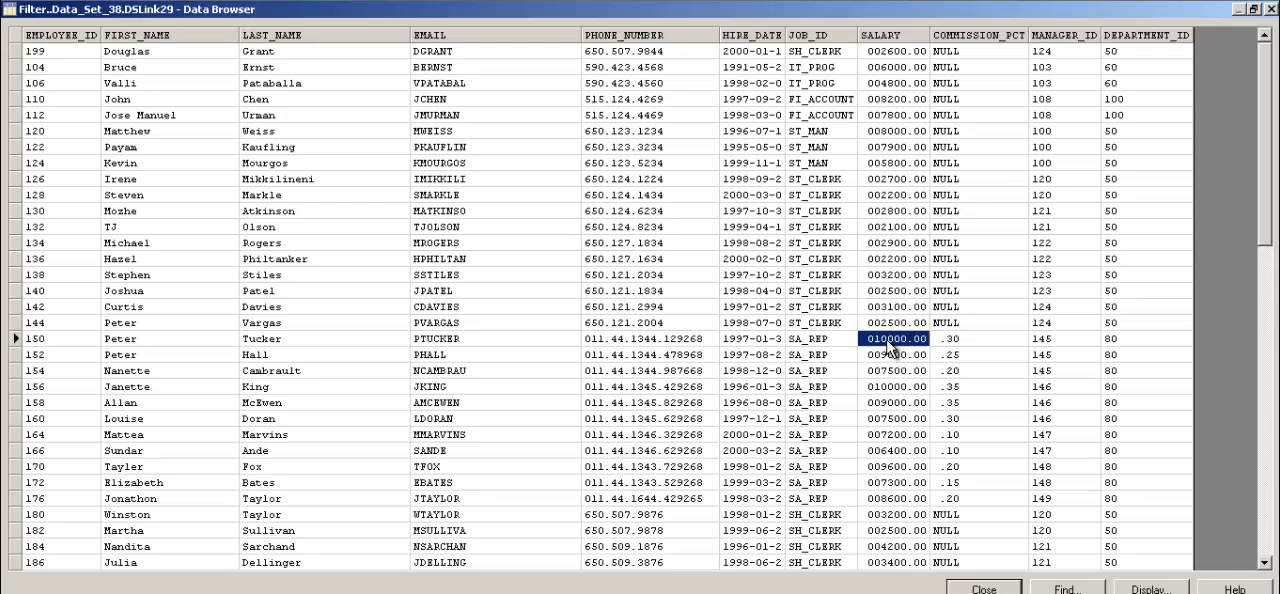 Filter..Data_Set_38.DSLink29 - Data Browser
EMPLOYEE_ID FIRST_NAME LAST_NAME EMAIL PHONE_NUMBER HIRE_DATE JOB_ID SALARY COMMISSION_PCT MANAGER_ID DEPARTMENT_ID
199 Douglas Grant DGRANT 650.507.9844 2000-01-1 SH_CLERK 002600.00 NULL 124 50
104 Bruce Ernst BERNST 590.423.4568 1991-05-2 IT_PROG 006000.00 NULL 103 60
106 Valli Pataballa VPATABAL 590.423.4560 1998-02-0 IT_PROG 004800.00 NULL 103 60
110 John Chen JCHEN 515.124.4269 1997-09-2 FI_ACCOUNT 008200.00 NULL 108 100
112 Jose Manuel Urman JMURMAN 515.124.4469 1998-03-0 FI_ACCOUNT 007800.00 NULL 108 100
120 Matthew Weiss MWEISS 650.123.1234 1996-07-1 ST_MAN 008000.00 NULL 100 50
122 Payam Kaufling PKAUFLIN 650.123.3234 1995-05-0 ST_MAN 007900.00 NULL 100 50
124 Kevin Mourgos KMOURGOS 650.123.5234 1999-11-1 ST_MAN 005800.00 NULL 100 50
126 Irene Mikkilineni IMIKKILI 650.124.1224 1998-09-2 ST_CLERK 002700.00 NULL 120 50
128 Steven Markle SMARKLE 650.124.1434 2000-03-0 ST_CLERK 002200.00 NULL 120 50
130 Mozhe Atkinson MATKINSO 650.124.6234 1997-10-3 ST_CLERK 002800.00 NULL 121 50
132 TJ Olson TJOLSON 650.124.8234 1999-04-1 ST_CLERK 002100.00 NULL 121 50
134 Michael Rogers MROGERS 650.127.1834 1998-08-2 ST_CLERK 002900.00 NULL 122 50
136 Hazel Philtanker HPHILTAN 650.127.1634 2000-02-0 ST_CLERK 002200.00 NULL 122 50
138 Stephen Stiles SSTILES 650.121.2034 1997-10-2 ST_CLERK 003200.00 NULL 123 50
140 Joshua Patel JPATEL 650.121.1834 1998-04-0 ST_CLERK 002500.00 NULL 123 50
142 Curtis Davies CDAVIES 650.121.2994 1997-01-2 ST_CLERK 003100.00 NULL 124 50
144 Peter Vargas PVARGAS 650.121.2004 1998-07-0 ST_CLERK 002500.00 NULL 124 50
150 Peter Tucker PTUCKER 011.44.1344.129268 1997-01-3 SA_REP 010000.00 .30 145 80
152 Peter Hall PHALL 011.44.1344.478968 1997-08-2 SA_REP .25 145 80
154 Nanette Cambrault NCAMBRAU 011.44.1344.987668 1998-12-0 SA_REP 007500.00 .20 145 80
156 Janette King JKING 011.44.1345.429268 1996-01-3 SA_REP 010000.00 .35 146 80
158 Allan McEwen AMCEWEN 011.44.1345.829268 1996-08-0 SA_REP 009000.00 .35 146 80
160 Louise Doran LDORAN 011.44.1345.629268 1997-12-1 SA_REP 007500.00 .30 146 80
164 Mattea Marvins MMARVINS 011.44.1346.329268 2000-01-2 SA_REP 007200.00 .10 147 80
166 Sundar Ande SANDE 011.44.1346.629268 2000-03-2 SA_REP 006400.00 .10 147 80
170 Tayler Fox TFOX 011.44.1343.729268 1998-01-2 SA_REP 009600.00 .20 148 80
172 Elizabeth Bates EBATES 011.44.1343.529268 1999-03-2 SA_REP 007300.00 .15 148 80
176 Jonathon Taylor JTAYLOR 011.44.1644.429265 1998-03-2 SA_REP 008600.00 .20 149 80
180 Winston Taylor WTAYLOR 650.507.9876 1998-01-2 SH_CLERK 003200.00 NULL 120 50
182 Martha Sullivan MSULLIVA 650.507.9878 1999-06-2 SH_CLERK 002500.00 NULL 120 50
184 Nandita Sarchand NSARCHAN 650.509.1876 1996-01-2 SH_CLERK 004200.00 NULL 121 50
186 Julia Dellinger JDELLING 650.509.3876 1998-06-2 SH_CLERK 003400.00 NULL 121 50
Close Find... Display... Help